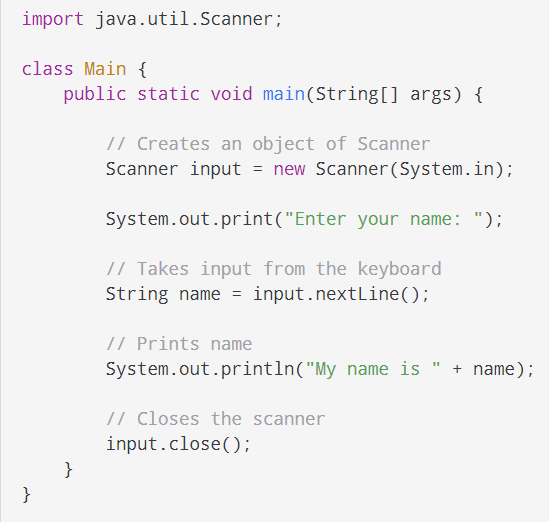 import java.util.Scanner;
class Main {
    public static void main(String[] args) {
        // Creates an object of Scanner
        Scanner input = new Scanner(System.in);
        System.out.print("Enter your name: ");
        // Takes input from the keyboard
        String name = input.nextLine();
        // Prints name
        System.out.println("My name is " + name);
        // Closes the scanner
        input.close();
    }
}